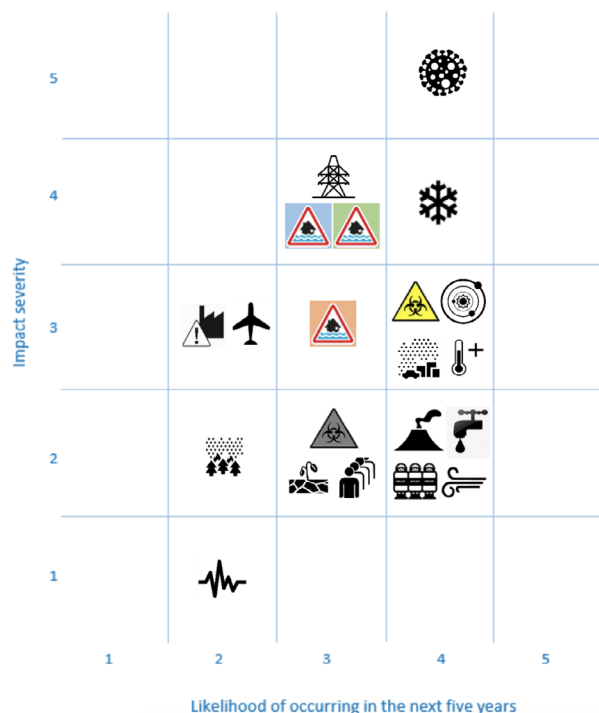 5
4
Impact severity
3
2
1
1 2 3 4 5
Likelihood of occurring in the next five years